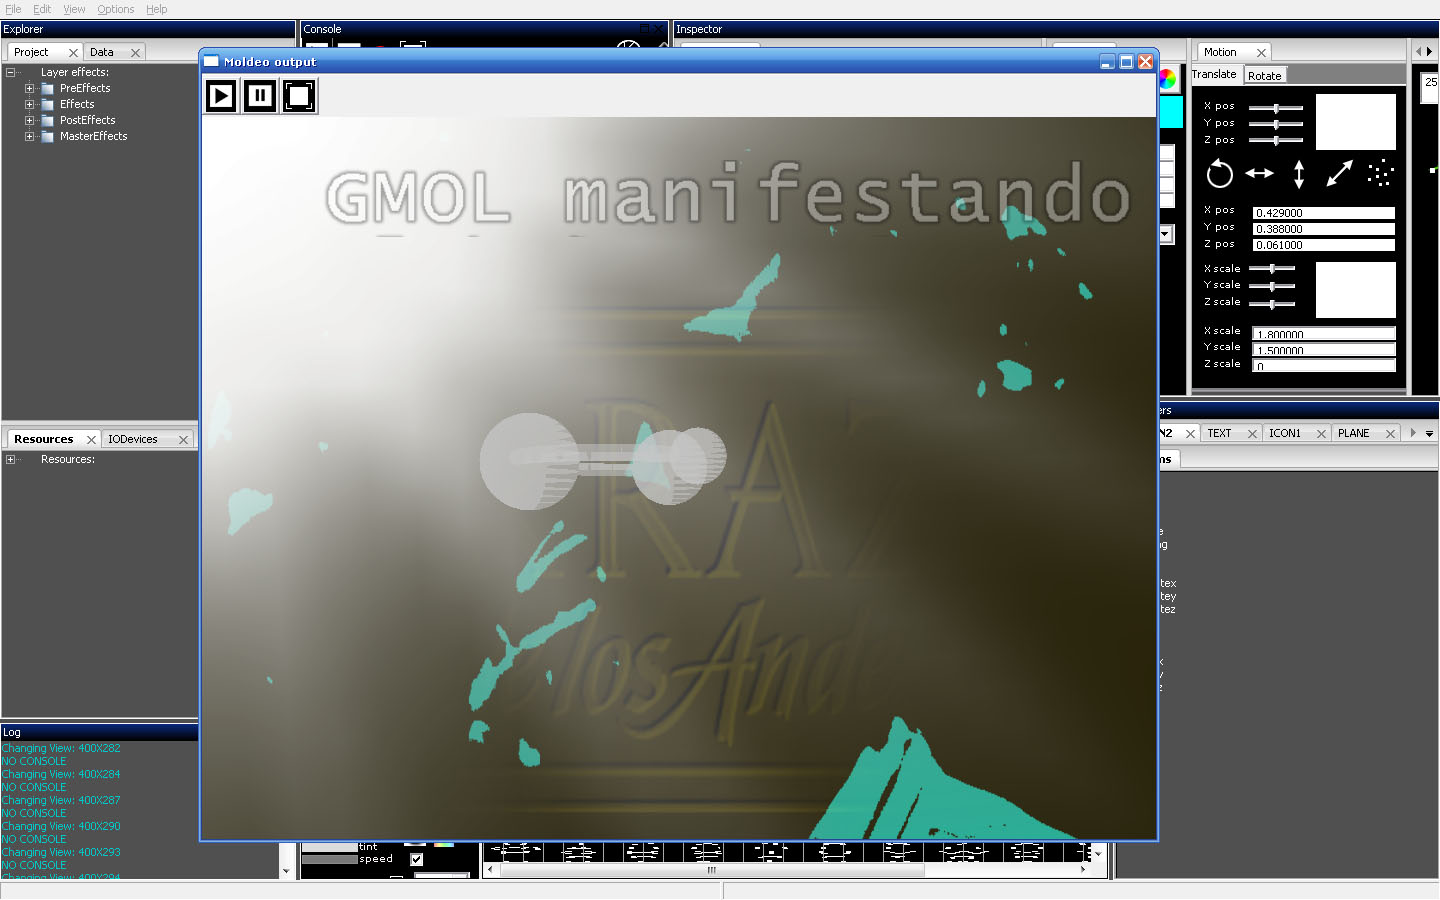 File Edit View Options Help
Explorer
Console
Inspector
Project
Data
Layer effects:
PreEffects
Effects
PostEffects
MasterEffects
Moldeo output
GMOL manifestando
RA
losAnde
Motion
Translate
Rotate
X pos
Y pos
Z pos
X pos 0.429000
Y pos 0.388000
Z pos 0.061000
X scale
Y scale
Z scale
X scale 1.800000
Y scale 1.500000
Z scale 0
25
Resources
IODevices
Resources:
ers
N2
TEXT
ICON1
PLANE
ns
e
ng
tex
tey
tez
Log
Changing View: 400X282
NO CONSOLE
Changing View: 400X284
NO CONSOLE
Changing View: 400X287
NO CONSOLE
Changing View: 400X290
NO CONSOLE
Changing View: 400X293
NO CONSOLE
Changing View: 400X294
tint
speed